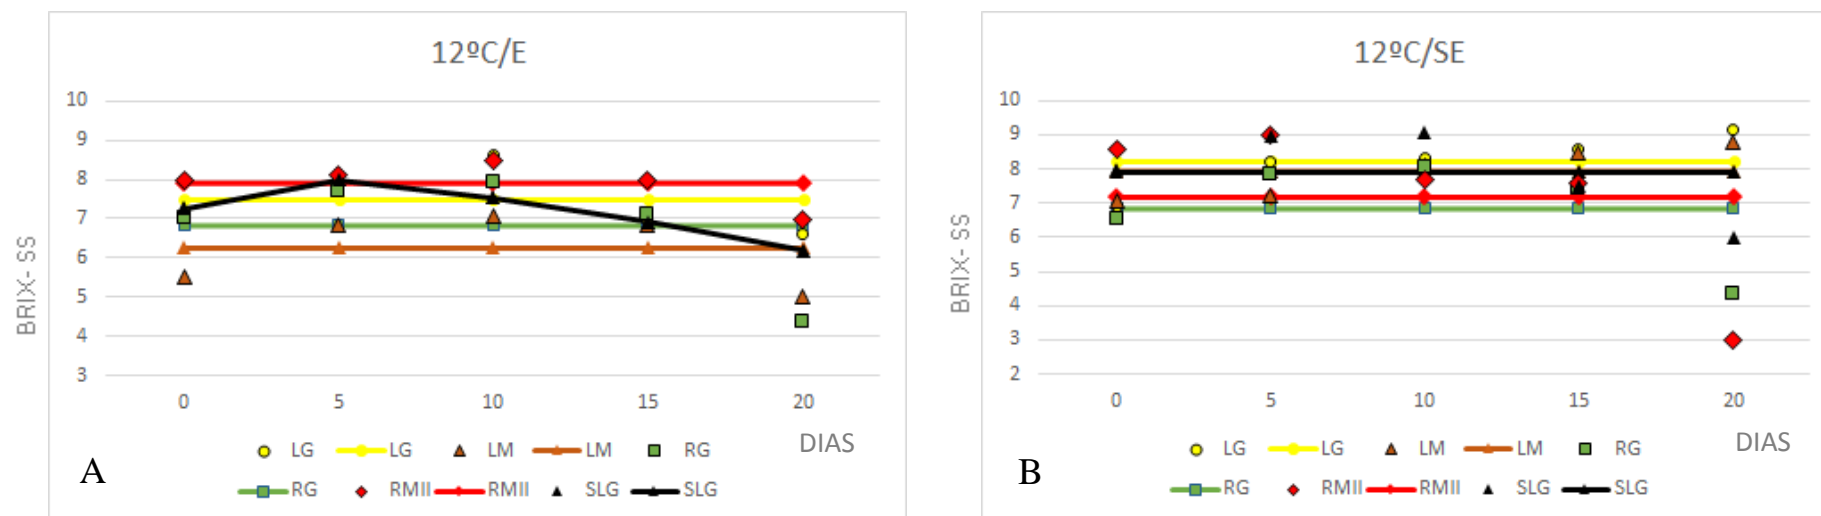 12ºC/E
10
9
8
7
6
5
4
3
BRIX- SS
0 5 10 15 20
DIAS
LG LG LM LM RG
RG RMII RMII SLG SLG
A
12ºC/SE
10
9
8
7
6
5
4
3
2
BRIX- SS
0 5 10 15 20
DIAS
LG LG LM LM RG
RG RMII RMII SLG SLG
B